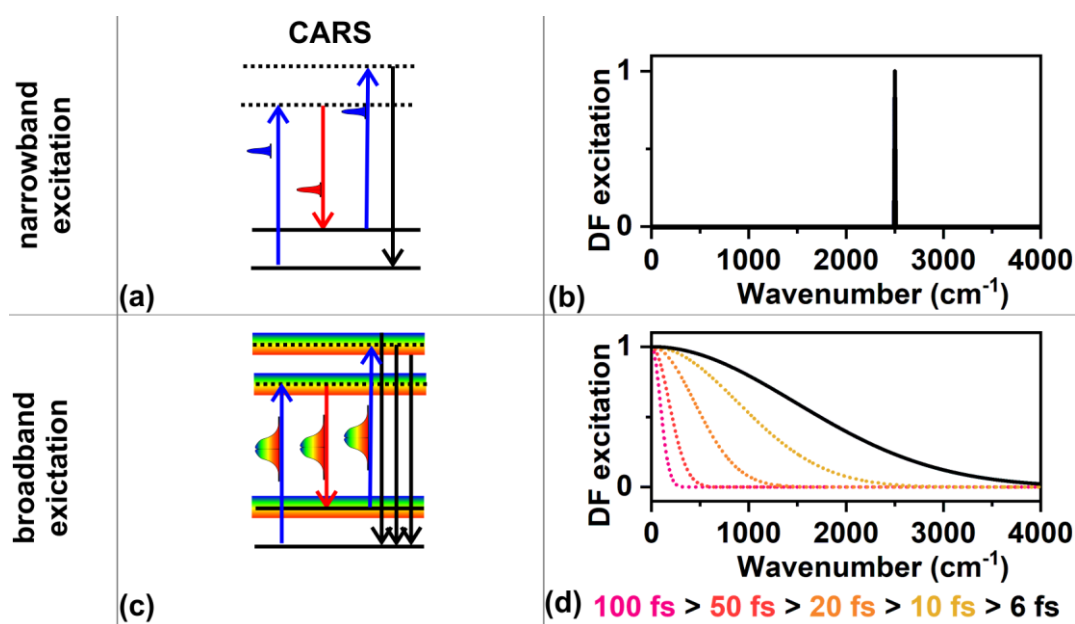 CARS
narrowband
excitation
(a)
DF excitation
1
0
0 1000 2000 3000 4000
Wavenumber (cm-1)
(b)
broadband
exictation
(c)
DF excitation
1
0
0 1000 2000 3000 4000
Wavenumber (cm-1)
(d) 100 fs > 50 fs > 20 fs > 10 fs > 6 fs